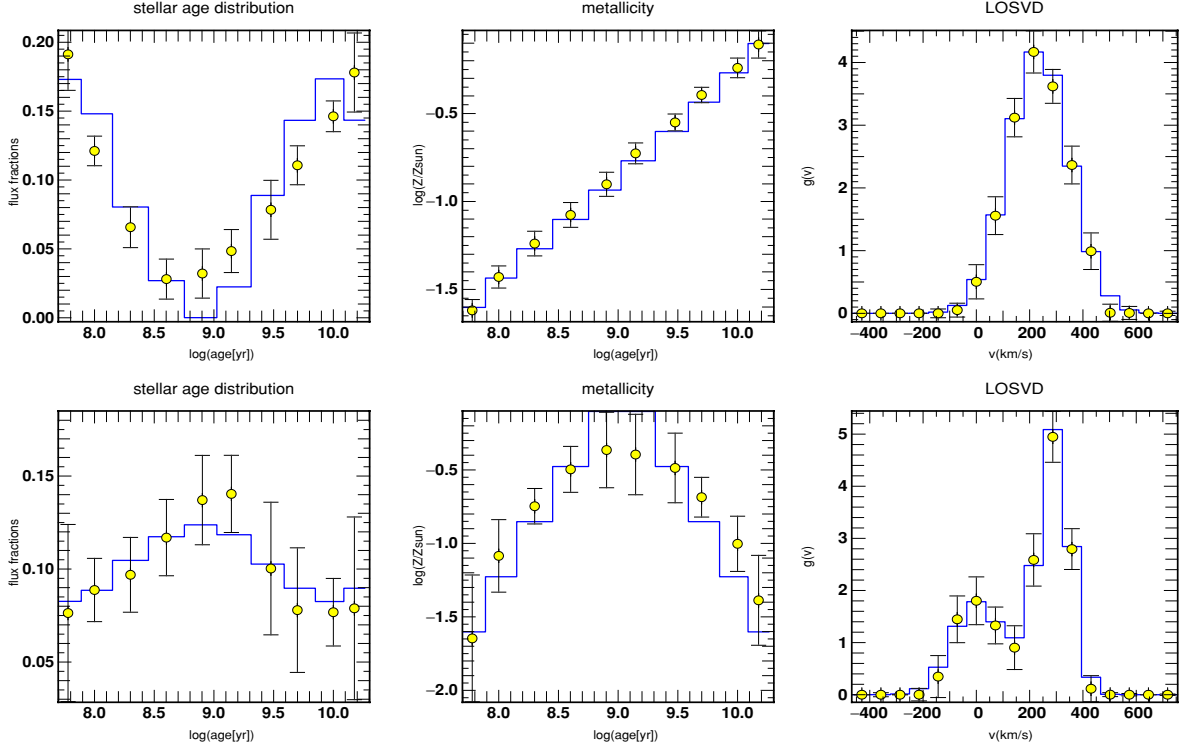 stellar age distribution
metallicity
LOSVD
flux fractions
0.20
0.15
0.10
0.05
0.00
8.0 8.5 9.0 9.5 10.0
log(age[yr])
log(Z/Zsun)
−0.5
−1.0
−1.5
8.0 8.5 9.0 9.5 10.0
log(age[yr])
g(v)
4
3
2
1
0
−400 −200 0 200 400 600
v(km/s)
stellar age distribution
metallicity
LOSVD
flux fractions
0.15
0.10
0.05
8.0 8.5 9.0 9.5 10.0
log(age[yr])
log(Z/Zsun)
−0.5
−1.0
−1.5
−2.0
8.0 8.5 9.0 9.5 10.0
log(age[yr])
g(v)
5
4
3
2
1
0
−400 −200 0 200 400 600
v(km/s)